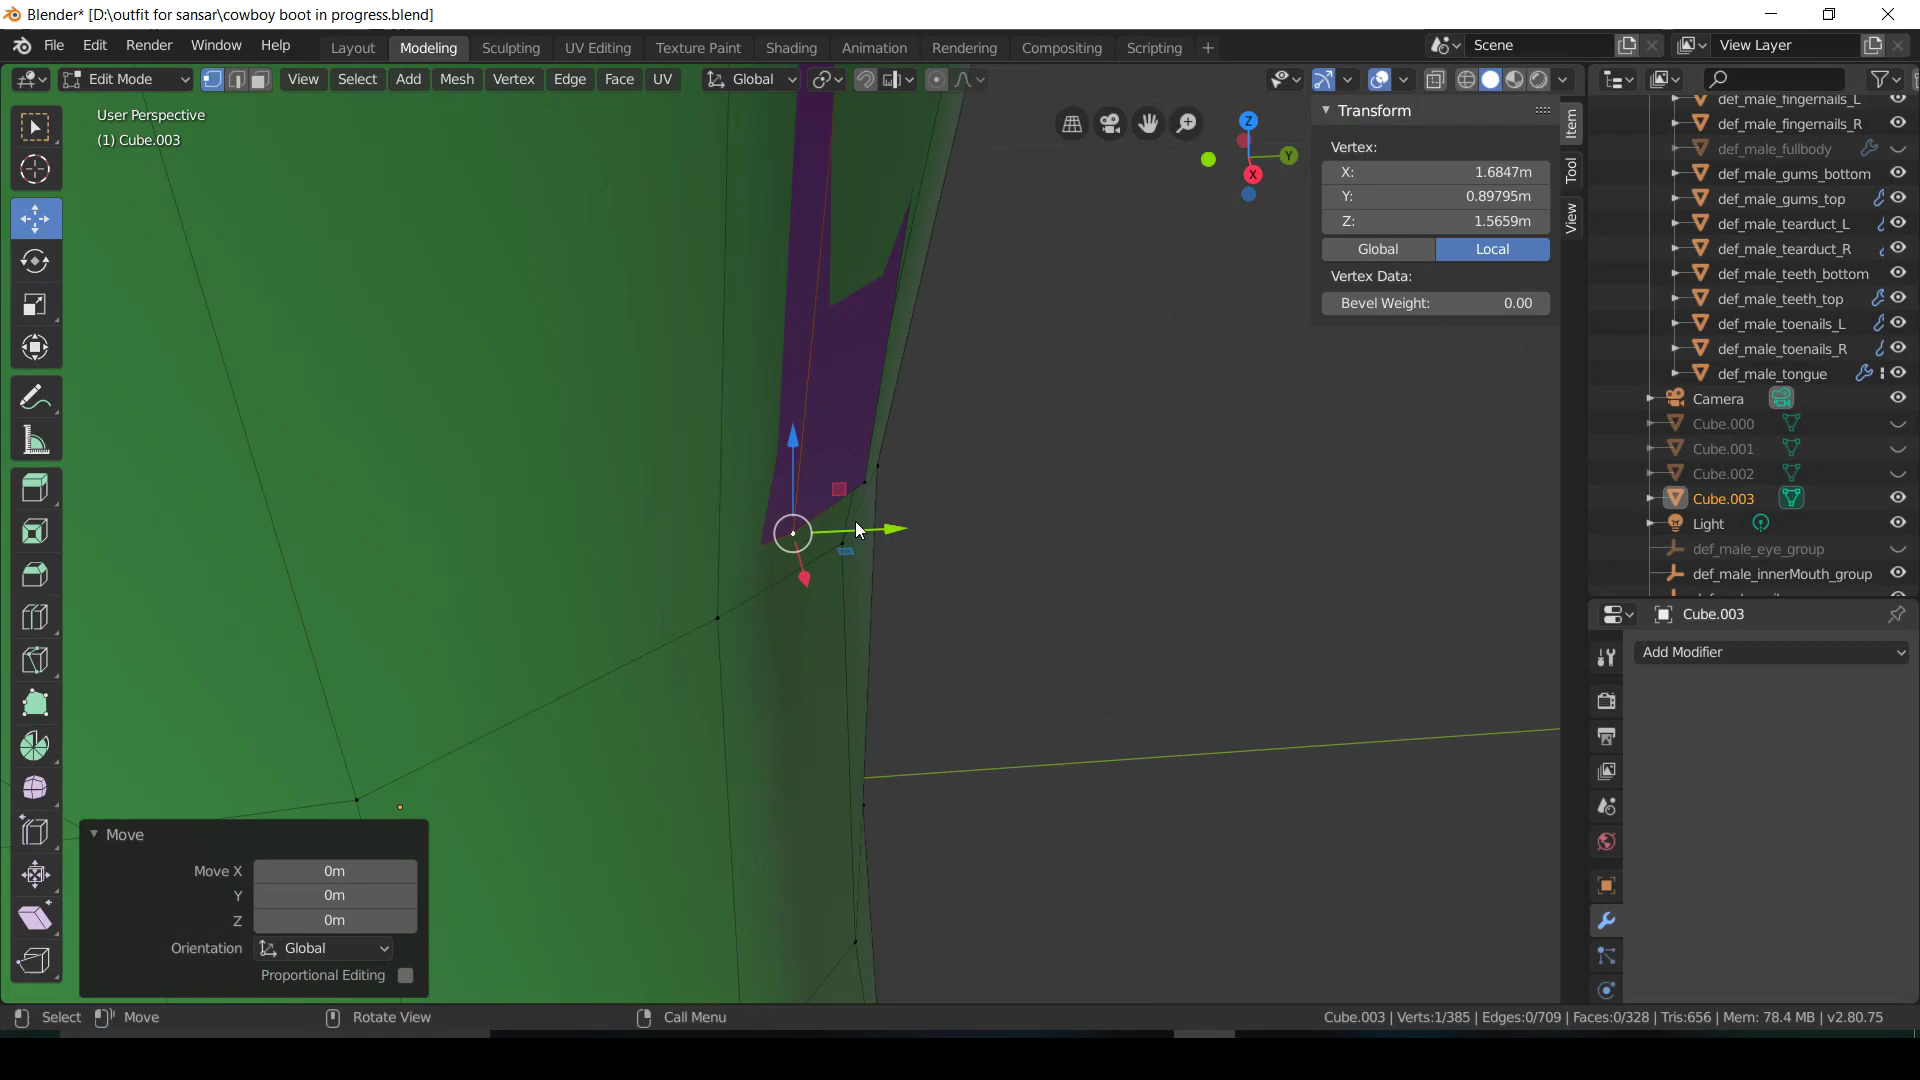 Blender* [D:\outfit for sansar\cowboy boot in progress.blend]
File Edit Render Window Help Layout Modeling Sculpting UV Editing Texture Paint Shading Animation Rendering Compositing Scripting + Scene View Layer
Edit Mode View Select Add Mesh Vertex Edge Face UV Global
User Perspective
(1) Cube.003
Z
Y
X
Transform
Vertex:
X: 1.6847m
Y: 0.89795m
Z: 1.5659m
Global Local
Vertex Data:
Bevel Weight: 0.00
Item
Tool
View
def_male_fingernails_L
def_male_fingernails_R
def_male_fullbody
def_male_gums_bottom
def_male_gums_top
def_male_tearduct_L
def_male_tearduct_R
def_male_teeth_bottom
def_male_teeth_top
def_male_toenails_L
def_male_toenails_R
def_male_tongue
Camera
Cube.000
Cube.001
Cube.002
Cube.003
Light
def_male_eye_group
def_male_innerMouth_group
Cube.003
Add Modifier
Move
Move X 0m
Y 0m
Z 0m
Orientation Global
Proportional Editing
Select Move Rotate View Call Menu Cube.003 | Verts:1/385 | Edges:0/709 | Faces:0/328 | Tris:656 | Mem: 78.4 MB | v2.80.75